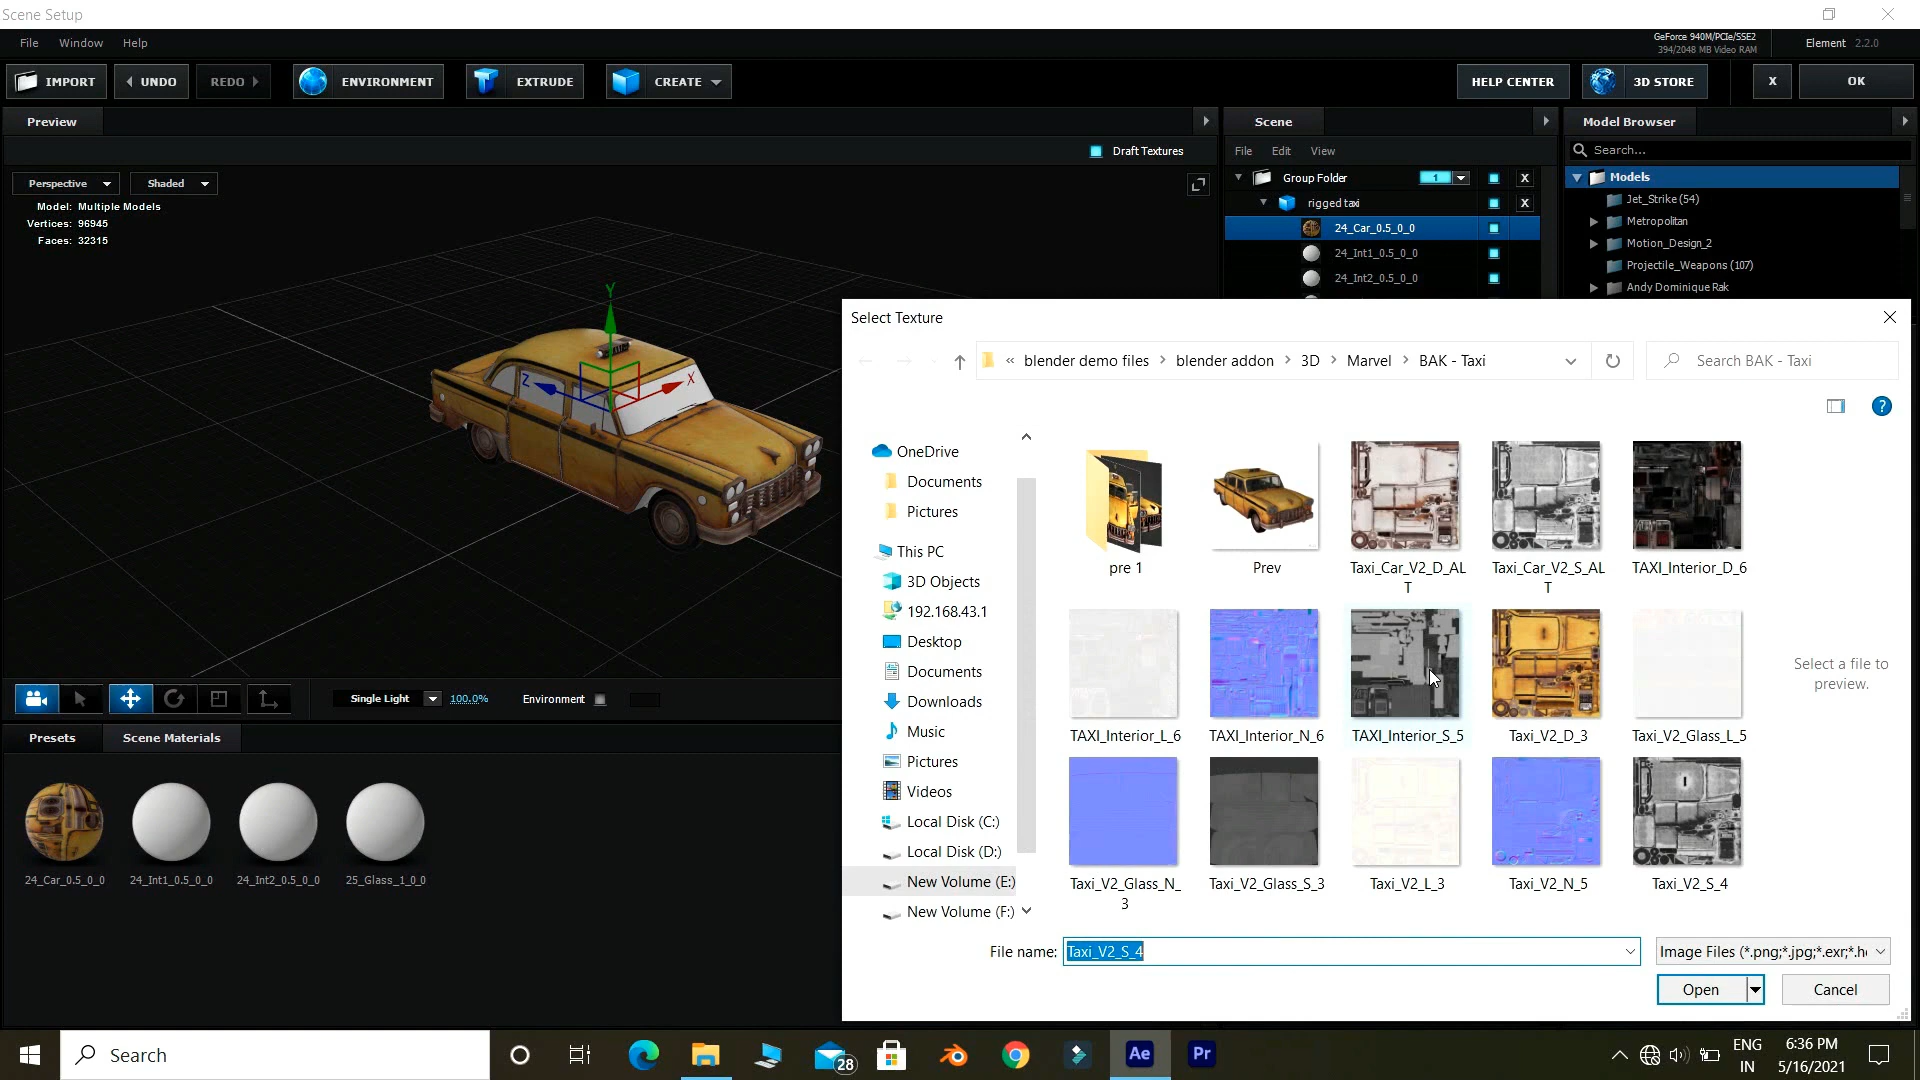 Scene Setup
File Window Help
GeForce 940M/PCIe/SSE2
394/2048 MB Video RAM
Element 2.2.0
IMPORT UNDO REDO ENVIRONMENT EXTRUDE CREATE HELP CENTER 3D STORE X OK
Preview
Scene
Model Browser
Draft Textures
File Edit View
Search...
Perspective Shaded
Model: Multiple Models
Vertices: 96945
Faces: 32315
Group Folder 1 X
rigged taxi X
24_Car_0.5_0_0
24_Int1_0.5_0_0
24_Int2_0.5_0_0
Models
Jet_Strike (54)
Metropolitan
Motion_Design_2
Projectile_Weapons (107)
Andy Dominique Rak
Y
Z
X
Single Light 100.0% Environment
Presets Scene Materials
24_Car_0.5_0_0
24_Int1_0.5_0_0
24_Int2_0.5_0_0
25_Glass_1_0_0
Select Texture
« blender demo files > blender addon > 3D > Marvel > BAK - Taxi
Search BAK - Taxi
?
OneDrive
Documents
Pictures
This PC
3D Objects
192.168.43.1
Desktop
Documents
Downloads
Music
Pictures
Videos
Local Disk (C:)
Local Disk (D:)
New Volume (E:)
New Volume (F:)
pre 1
Prev
Taxi_Car_V2_D_AL
T
Taxi_Car_V2_S_AL
T
TAXI_Interior_D_6
TAXI_Interior_L_6
TAXI_Interior_N_6
TAXI_Interior_S_5
Taxi_V2_D_3
Taxi_V2_Glass_L_5
Taxi_V2_Glass_N_
3
Taxi_V2_Glass_S_3
Taxi_V2_L_3
Taxi_V2_N_5
Taxi_V2_S_4
Select a file to
preview.
File name: Taxi_V2_S_4
Image Files (*.png;*.jpg;*.exr;*.h
Open
Cancel
Search
28
Ae
Pr
ENG
IN
6:36 PM
5/16/2021